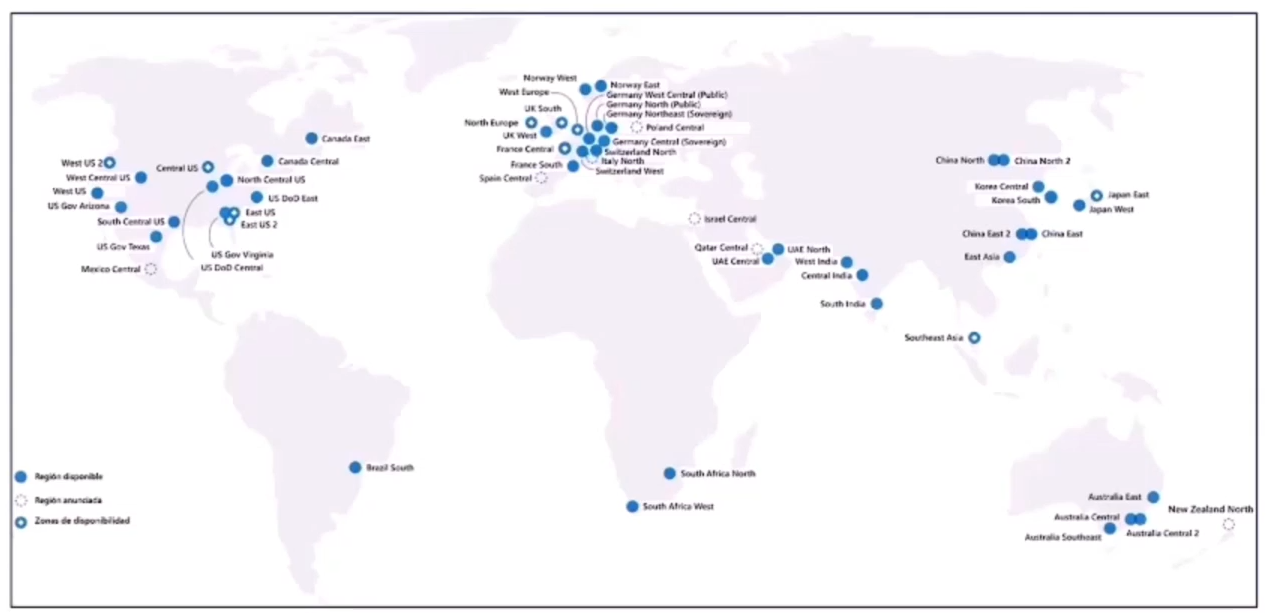 Norway West
Norway East
West Europe
Germany West Central (Public)
Germany North (Public)
UK South
Germany Northeast (Sovereign)
North Europe
Poland Central
UK West
Germany Central (Sovereign)
France Central
Switzerland North
Italy North
France South
Switzerland West
Spain Central
Canada East
West US 2
Central US
Canada Central
West Central US
North Central US
West US
US DoD East
US Gov Arizona
East US
South Central US
East US 2
US Gov Texas
US Gov Virginia
Mexico Central
US DoD Central
China North
China North 2
Korea Central
Japan East
Korea South
Japan West
Israel Central
China East 2
China East
Qatar Central
UAE North
UAE Central
West India
East Asia
Central India
South India
Southeast Asia
Brazil South
South Africa North
South Africa West
Región disponible
Región anunciada
Zonas de disponibilidad
Australia East
New Zealand North
Australia Central
Australia Central 2
Australia Southeast